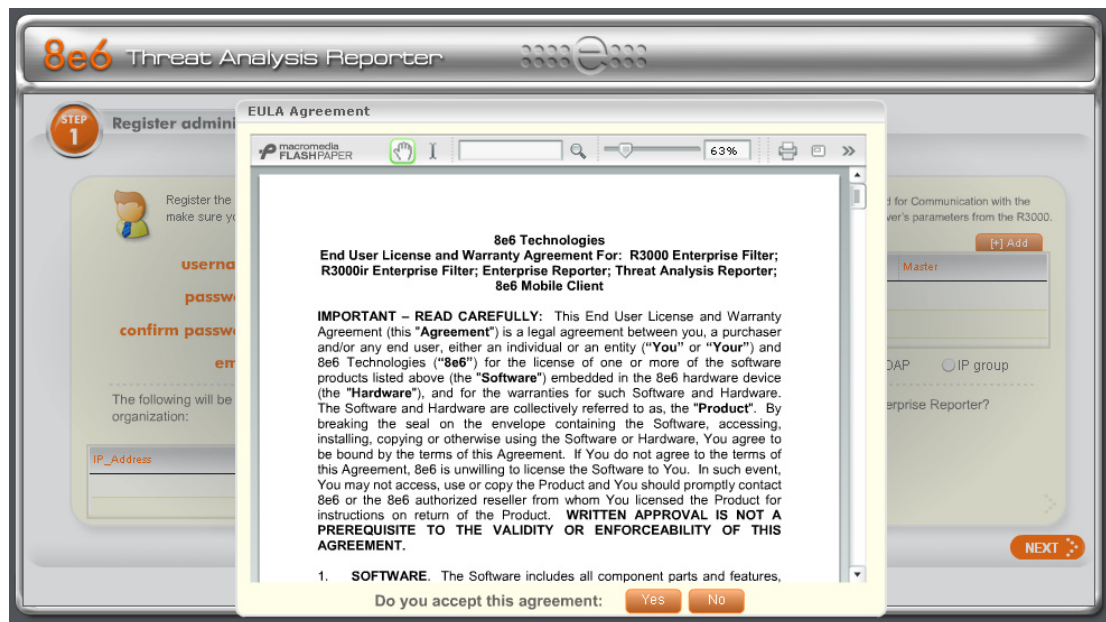 8e6 Threat Analysis Reporter
STEP
1
Register admini
EULA Agreement
macromedia
FLASHPAPER
63%
Register the
make sure yo
userna
passwo
confirm passwo
em
The following will be
organization:
IP_Address
8e6 Technologies
End User License and Warranty Agreement For: R3000 Enterprise Filter;
R3000ir Enterprise Filter; Enterprise Reporter; Threat Analysis Reporter;
8e6 Mobile Client
IMPORTANT – READ CAREFULLY: This End User License and Warranty
Agreement (this "Agreement") is a legal agreement between you, a purchaser
and/or any end user, either an individual or an entity (“You” or “Your”) and
8e6 Technologies (“8e6”) for the license of one or more of the software
products listed above (the "Software") embedded in the 8e6 hardware device
(the "Hardware"), and for the warranties for such Software and Hardware.
The Software and Hardware are collectively referred to as, the "Product". By
breaking the seal on the envelope containing the Software, accessing,
installing, copying or otherwise using the Software or Hardware, You agree to
be bound by the terms of this Agreement. If You do not agree to the terms of
this Agreement, 8e6 is unwilling to license the Software to You. In such event,
You may not access, use or copy the Product and You should promptly contact
8e6 or the 8e6 authorized reseller from whom You licensed the Product for
instructions on return of the Product. WRITTEN APPROVAL IS NOT A
PREREQUISITE TO THE VALIDITY OR ENFORCEABILITY OF THIS
AGREEMENT.
1. SOFTWARE. The Software includes all component parts and features,
Do you accept this agreement: Yes No
d for Communication with the
ver's parameters from the R3000.
[+] Add
Master
DAP IP group
erprise Reporter?
NEXT